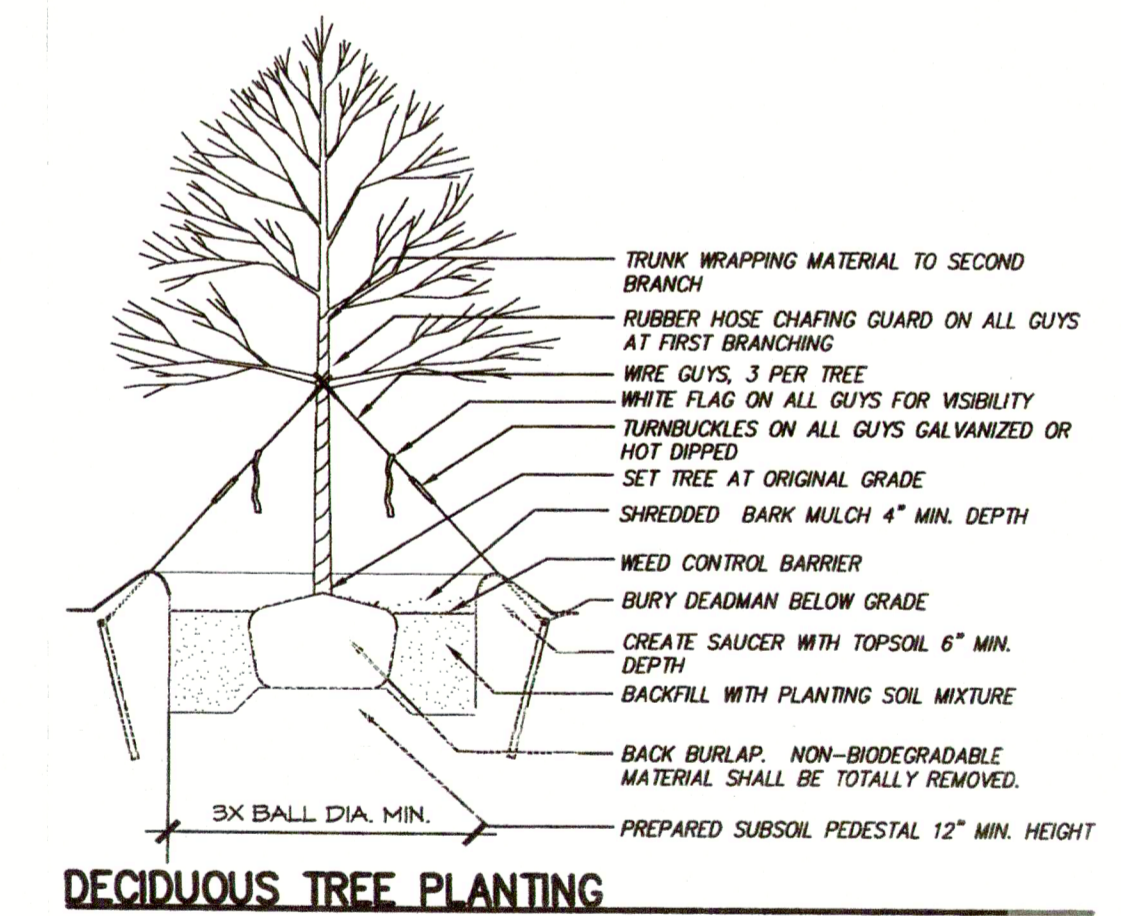 TRUNK WRAPPING MATERIAL TO SECOND
BRANCH
RUBBER HOSE CHAFING GUARD ON ALL GUYS
AT FIRST BRANCHING
WIRE GUYS, 3 PER TREE
WHITE FLAG ON ALL GUYS FOR VISIBILITY
TURNBUCKLES ON ALL GUYS GALVANIZED OR
HOT DIPPED
SET TREE AT ORIGINAL GRADE
SHREDDED BARK MULCH 4" MIN. DEPTH
WEED CONTROL BARRIER
BURY DEADMAN BELOW GRADE
CREATE SAUCER WITH TOPSOIL 6" MIN.
DEPTH
BACKFILL WITH PLANTING SOIL MIXTURE
BACK BURLAP. NON-BIODEGRADABLE
MATERIAL SHALL BE TOTALLY REMOVED.
3X BALL DIA. MIN.
PREPARED SUBSOIL PEDESTAL 12" MIN. HEIGHT
DECIDUOUS TREE PLANTING